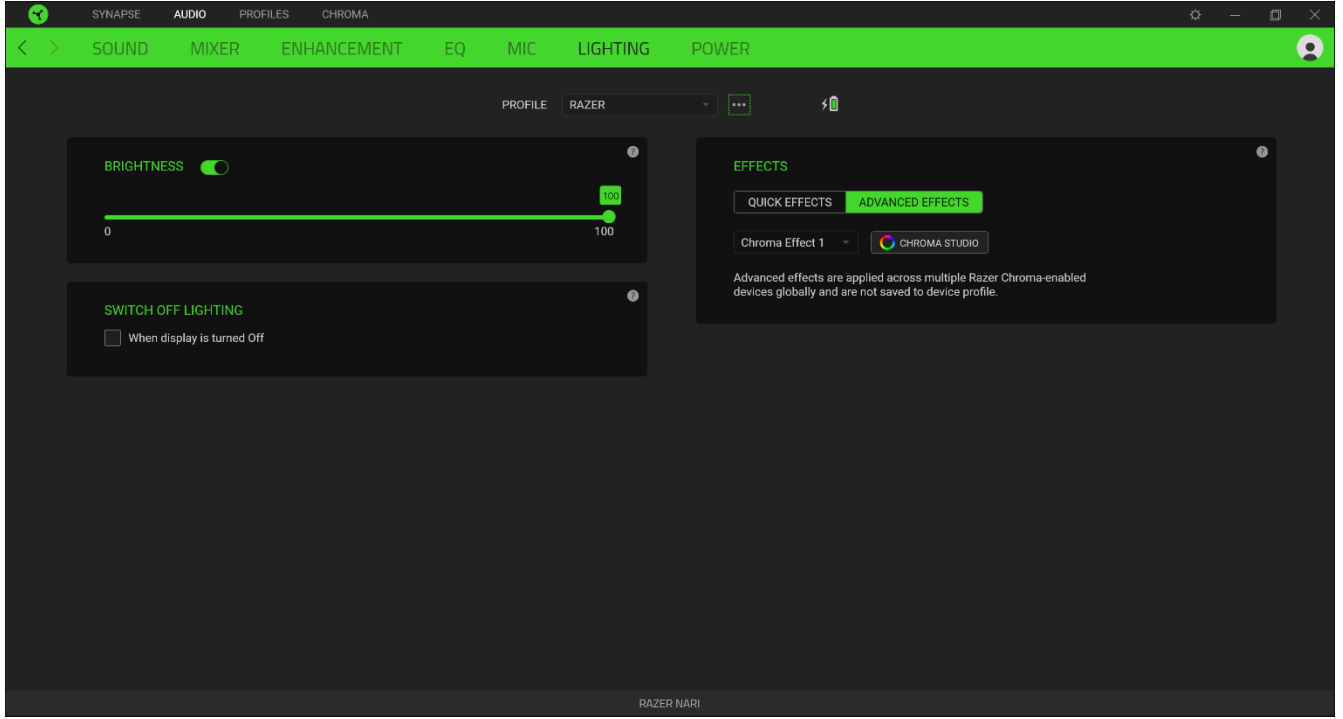 SYNAPSE AUDIO PROFILES CHROMA
SOUND MIXER ENHANCEMENT EQ MIC LIGHTING POWER
PROFILE RAZER
BRIGHTNESS
100
0 100
SWITCH OFF LIGHTING
When display is turned Off
EFFECTS
QUICK EFFECTS ADVANCED EFFECTS
Chroma Effect 1 CHROMA STUDIO
Advanced effects are applied across multiple Razer Chroma-enabled
devices globally and are not saved to device profile.
RAZER NARI